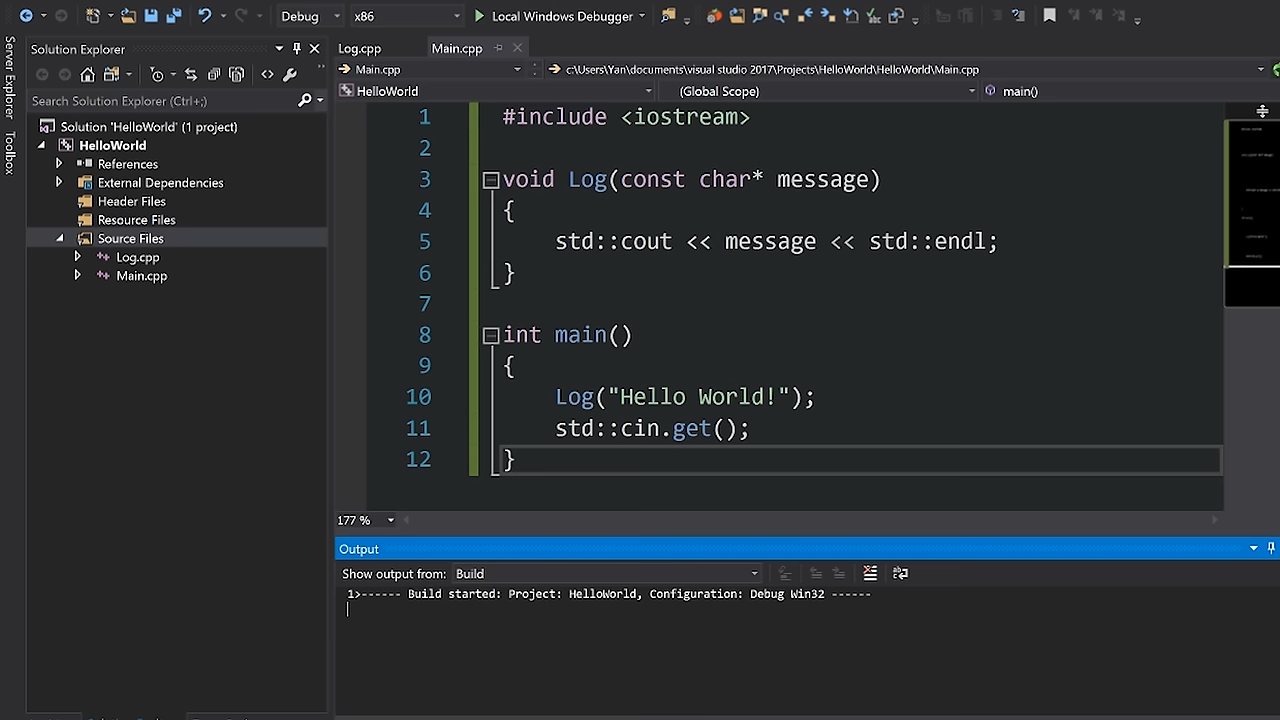 Debug
x86
Local Windows Debugger
Server Explorer
Toolbox
Solution Explorer
Search Solution Explorer (Ctrl+;)
Solution 'HelloWorld' (1 project)
HelloWorld
References
External Dependencies
Header Files
Resource Files
Source Files
Log.cpp
Main.cpp
Log.cpp Main.cpp
Main.cpp c:\Users\Yan\documents\visual studio 2017\Projects\HelloWorld\HelloWorld\Main.cpp
HelloWorld (Global Scope) main()
1 #include <iostream>
2
3 void Log(const char* message)
4 {
5 std::cout << message << std::endl;
6 }
7
8 int main()
9 {
10 Log("Hello World!");
11 std::cin.get();
12 }
177 %
Output
Show output from: Build
1>------ Build started: Project: HelloWorld, Configuration: Debug Win32 ------